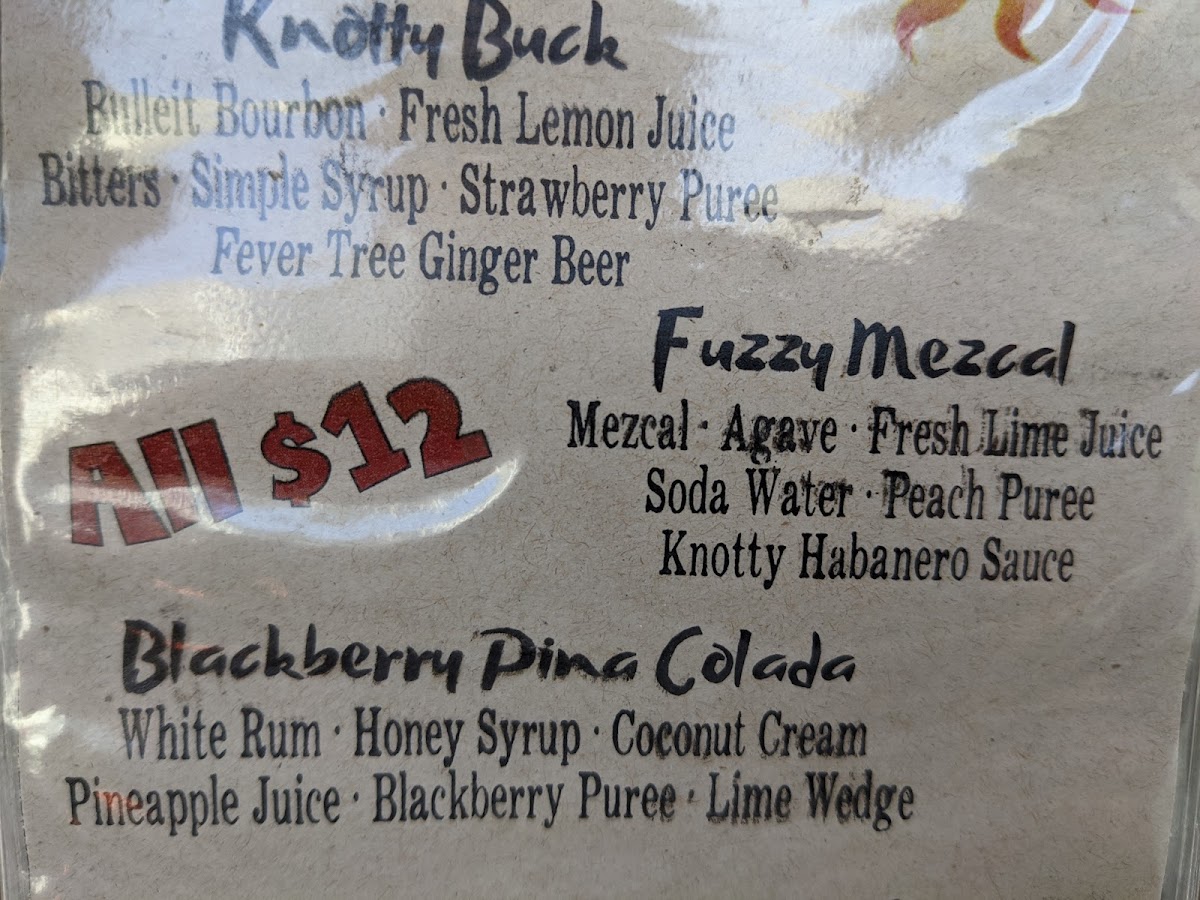 Knotty Buck
Bulleit Bourbon · Fresh Lemon Juice
Bitters · Simple Syrup · Strawberry Puree
Fever Tree Ginger Beer
Fuzzy Mezcal
Mezcal · Agave · Fresh Lime Juice
Soda Water · Peach Puree
Knotty Habanero Sauce
All $12
Blackberry Pina Colada
White Rum · Honey Syrup · Coconut Cream
Pineapple Juice · Blackberry Puree · Lime Wedge